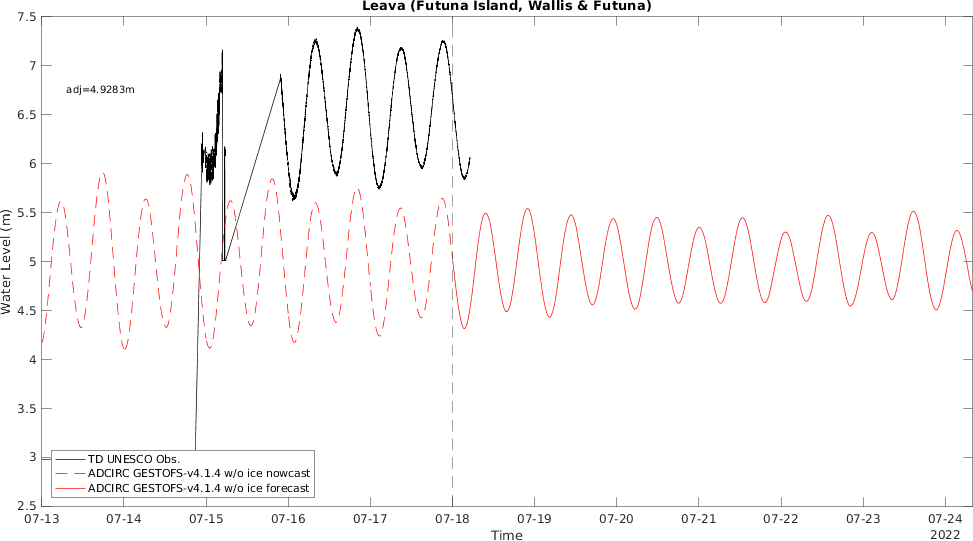 Leava (Futuna Island, Wallis & Futuna)
7.5
7
6.5
6
5.5
5
4.5
4
3.5
3
2.5
Water Level (m)
adj=4.9283m
TD UNESCO Obs.
ADCIRC GESTOFS-v4.1.4 w/o ice nowcast
ADCIRC GESTOFS-v4.1.4 w/o ice forecast
07-13 07-14 07-15 07-16 07-17 07-18 07-19 07-20 07-21 07-22 07-23 07-24
Time
2022